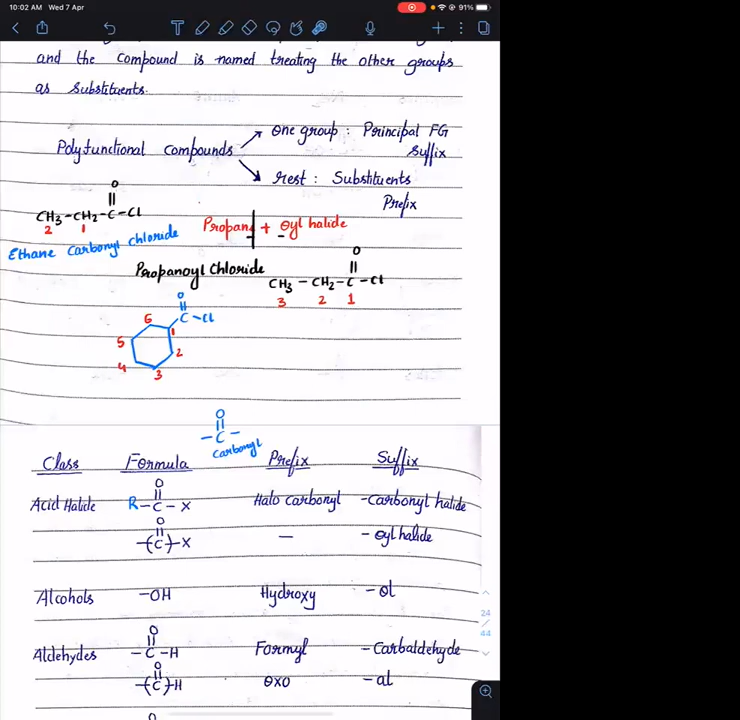 10:02 AM Wed 7 Apr
91%
and the compound is named treating the other groups
as substituents.
Polyfunctional compounds
one group : Principal FG
Suffix
rest : Substituents
Prefix
O
CH3-CH2-C-Cl
2 1
Ethane Carbonyl chloride
Propane + oyl halide
Propanoyl Chloride
O
CH3 - CH2 - C - Cl
3 2 1
O
C - Cl
6 1
5 2
4 3
O
- C -
carbonyl
Class Formula Prefix Suffix
O
Acid Halide R - C - X Halo carbonyl -carbonyl halide
O
-(C)-X — -oyl halide
Alcohols -OH Hydroxy -ol
O
Aldehydes -C-H Formyl -Carbaldehyde
O
-(C)-H oxo -al
O
24
/
44